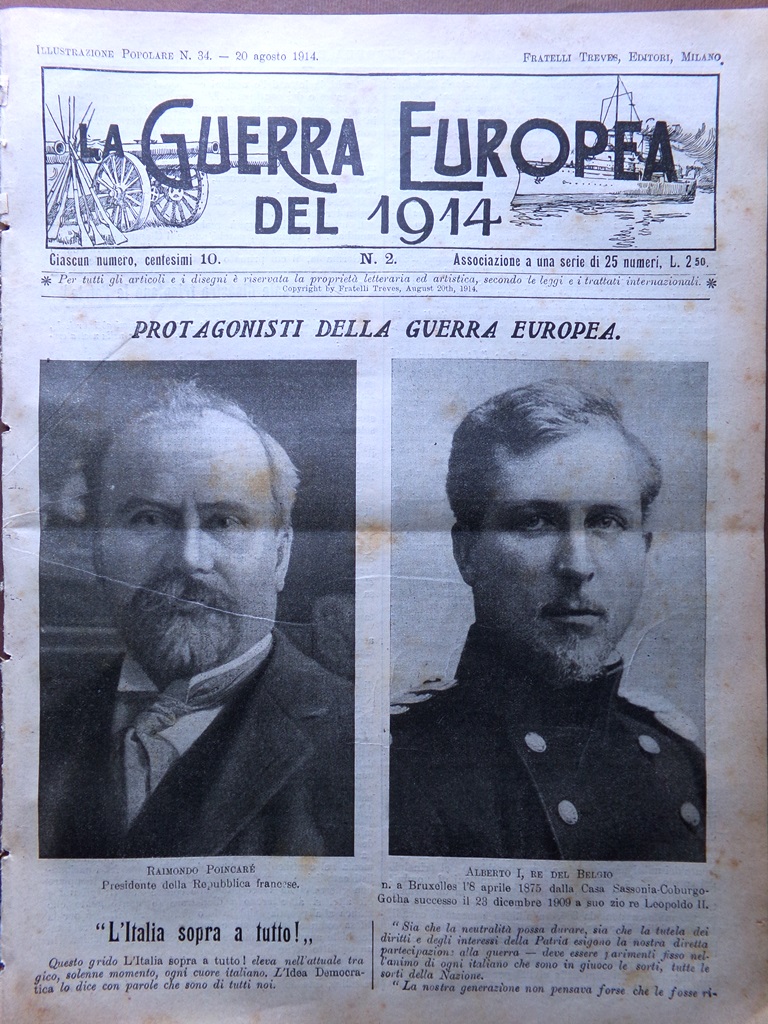 ILLUSTRAZIONE POPOLARE N. 34. — 20 agosto 1914.
FRATELLI TREVES, EDITORI, MILANO.
LA GUERRA EUROPEA
DEL 1914
Ciascun numero, centesimi 10.
N. 2.
Associazione a una serie di 25 numeri, L. 2 50.
* Per tutti gli articoli e i disegni è riservata la proprietà letteraria ed artistica, secondo le leggi e i trattati internazionali. *
Copyright by Fratelli Treves, August 20th, 1914.
PROTAGONISTI DELLA GUERRA EUROPEA.
RAIMONDO POINCARÉ
Presidente della Repubblica francese.
ALBERTO I, RE DEL BELGIO
n. a Bruxelles l'8 aprile 1875 dalla Casa Sassonia-Coburgo-
Gotha successo il 23 dicembre 1909 a suo zio re Leopoldo II.
“L'Italia sopra a tutto!„
Questo grido L'Italia sopra a tutto! eleva nell'attuale tra
gico, solenne momento, ogni cuore italiano. L'Idea Democra-
tica lo dice con parole che sono di tutti noi.
“Sia che la neutralità possa durare, sia che la tutela dei
diritti e degli interessi della Patria esigono la nostra diretta
partecipazione alla guerra — deve essere parimenti fisso nel-
l'animo di ogni italiano che sono in giuoco le sorti, tutte le
sorti della Nazione.
“La nostra generazione non pensava forse che le fosse ri-